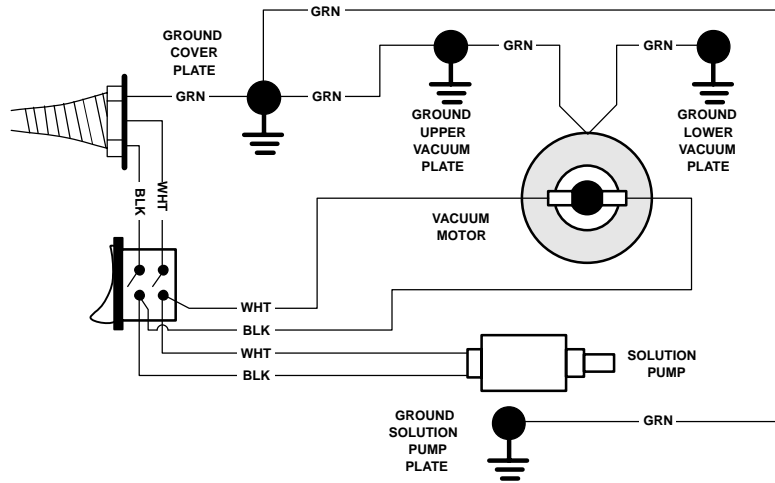 GRN
GROUND
COVER
PLATE
GRN
GRN
GRN
GRN
GROUND
UPPER
VACUUM
PLATE
GROUND
LOWER
VACUUM
PLATE
BLK
WHT
VACUUM
MOTOR
WHT
BLK
WHT
BLK
SOLUTION
PUMP
GROUND
SOLUTION
PUMP
PLATE
GRN